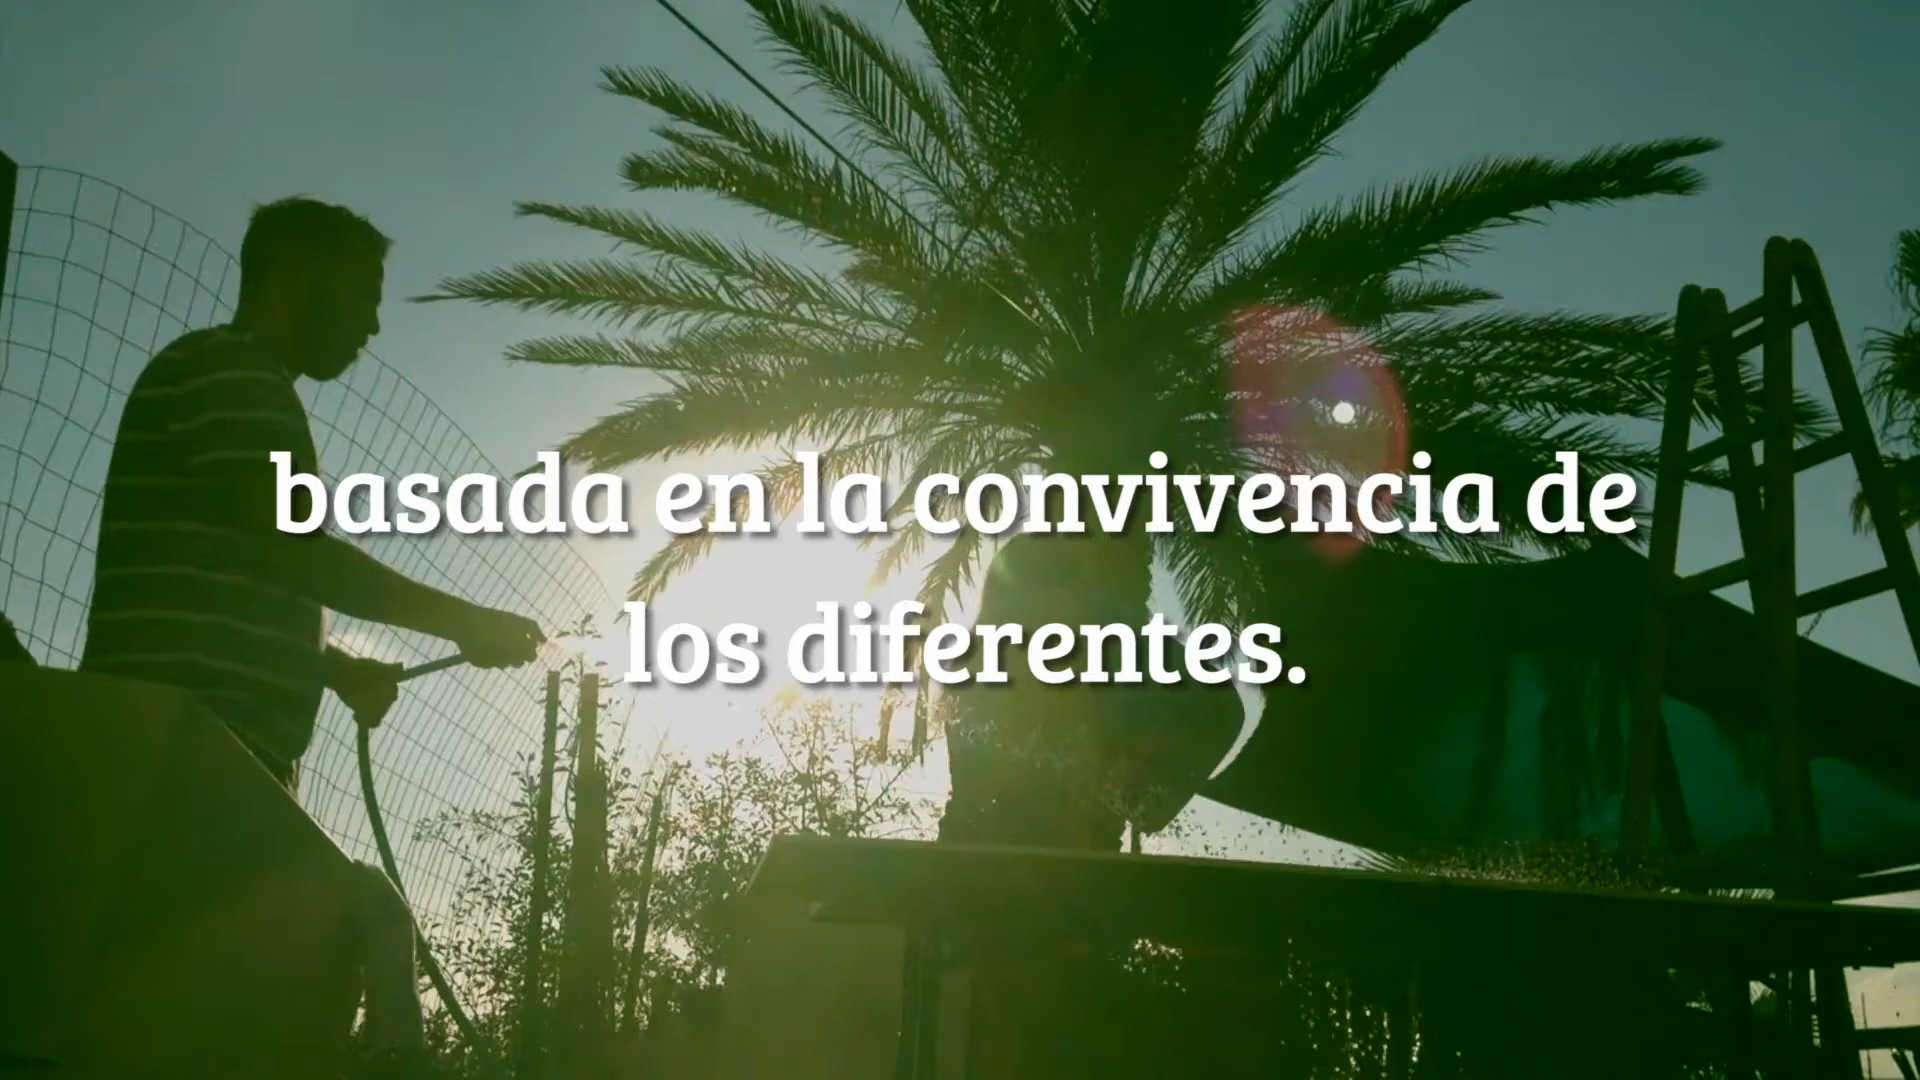 basada en la convivencia de
los diferentes.